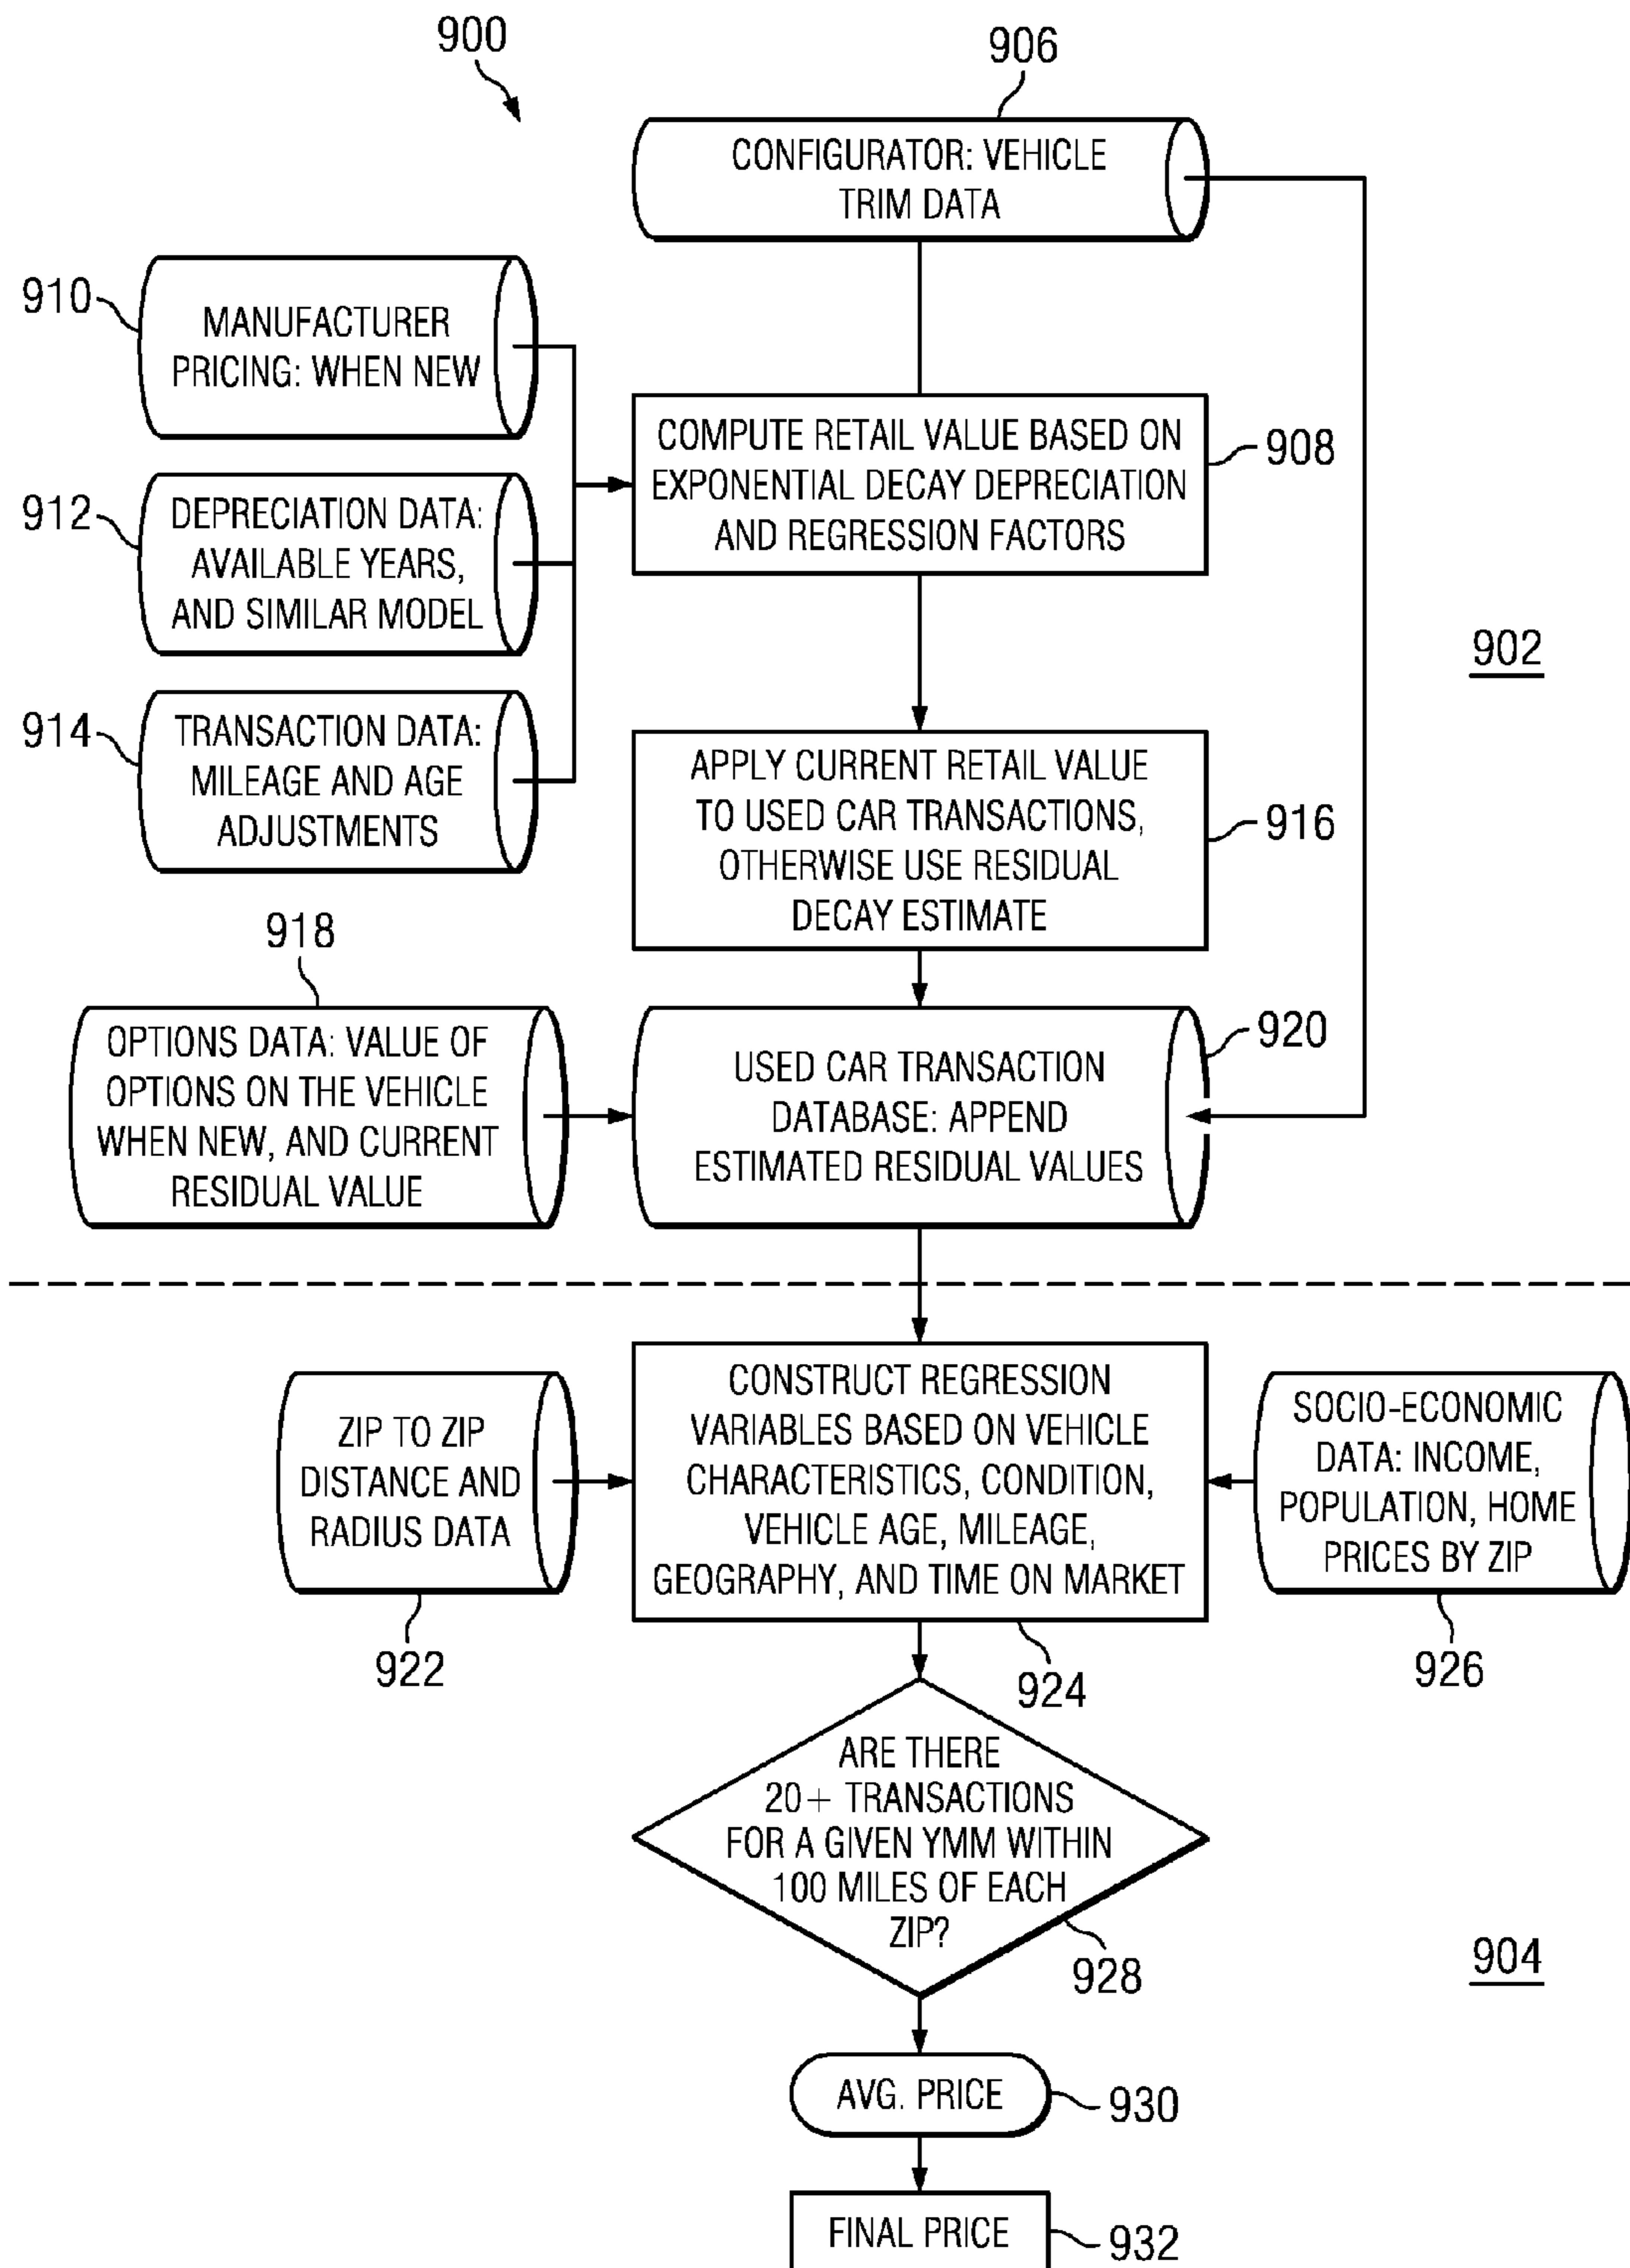 900
906
CONFIGURATOR: VEHICLE
TRIM DATA
910
MANUFACTURER
PRICING: WHEN NEW
COMPUTE RETAIL VALUE BASED ON
EXPONENTIAL DECAY DEPRECIATION
AND REGRESSION FACTORS
908
912
DEPRECIATION DATA:
AVAILABLE YEARS,
AND SIMILAR MODEL
902
914
TRANSACTION DATA:
MILEAGE AND AGE
ADJUSTMENTS
APPLY CURRENT RETAIL VALUE
TO USED CAR TRANSACTIONS,
OTHERWISE USE RESIDUAL
DECAY ESTIMATE
916
918
OPTIONS DATA: VALUE OF
OPTIONS ON THE VEHICLE
WHEN NEW, AND CURRENT
RESIDUAL VALUE
USED CAR TRANSACTION
DATABASE: APPEND
ESTIMATED RESIDUAL VALUES
920
ZIP TO ZIP
DISTANCE AND
RADIUS DATA
922
CONSTRUCT REGRESSION
VARIABLES BASED ON VEHICLE
CHARACTERISTICS, CONDITION,
VEHICLE AGE, MILEAGE,
GEOGRAPHY, AND TIME ON MARKET
924
SOCIO-ECONOMIC
DATA: INCOME,
POPULATION, HOME
PRICES BY ZIP
926
ARE THERE
20+ TRANSACTIONS
FOR A GIVEN YMM WITHIN
100 MILES OF EACH
ZIP?
928
904
AVG. PRICE
930
FINAL PRICE
932